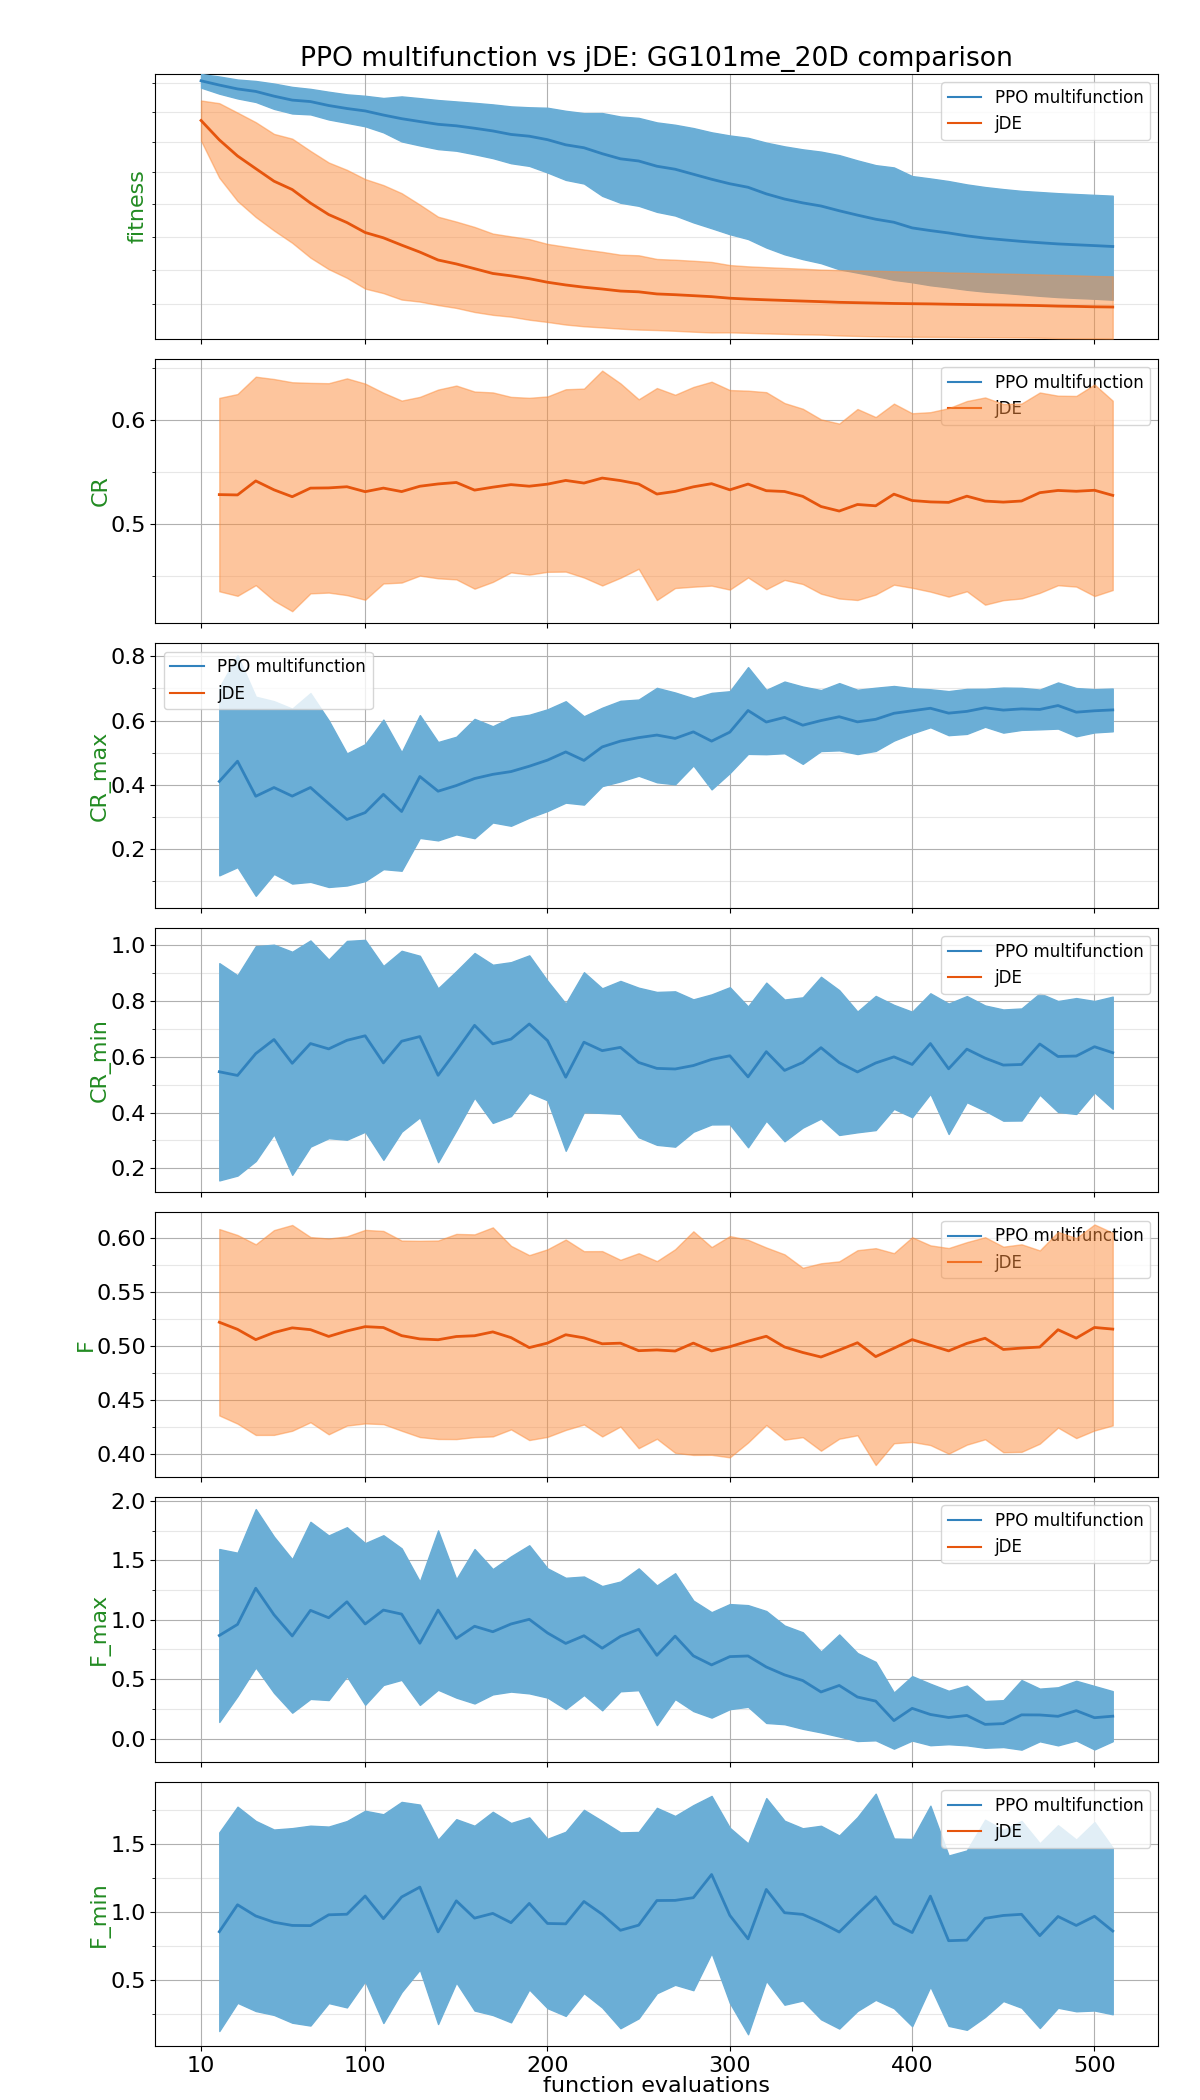 PPO multifunction vs jDE: GG101me_20D comparison
fitness
PPO multifunction
jDE
CR
0.6
0.5
PPO multifunction
jDE
CR_max
0.8
0.6
0.4
0.2
PPO multifunction
jDE
CR_min
1.0
0.8
0.6
0.4
0.2
PPO multifunction
jDE
F
0.60
0.55
0.50
0.45
0.40
PPO multifunction
jDE
F_max
2.0
1.5
1.0
0.5
0.0
PPO multifunction
jDE
F_min
1.5
1.0
0.5
PPO multifunction
jDE
10 100 200 300 400 500
function evaluations